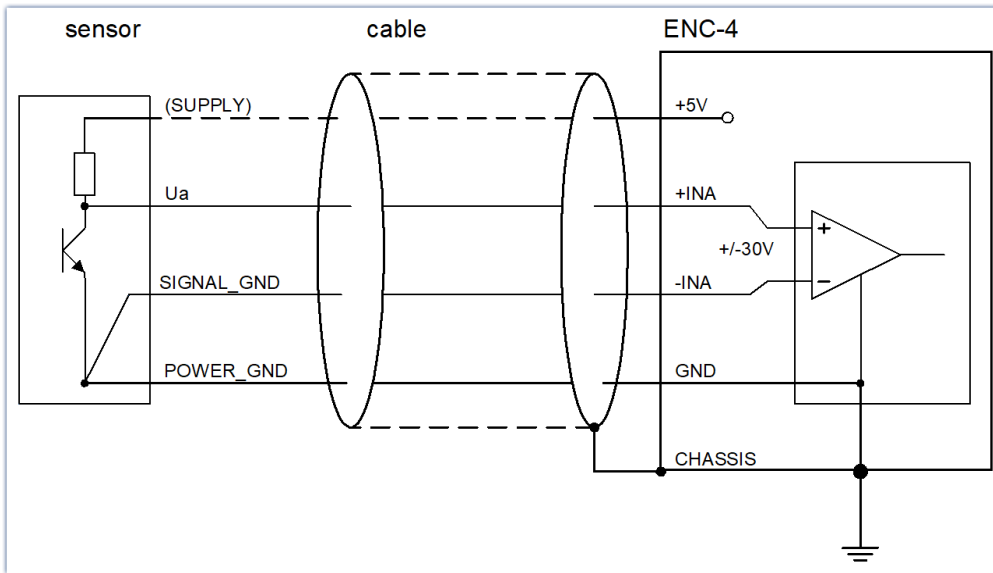 sensor cable ENC-4
(SUPPLY) +5V
Ua +INA
+/-30V
SIGNAL_GND -INA
POWER_GND GND
CHASSIS